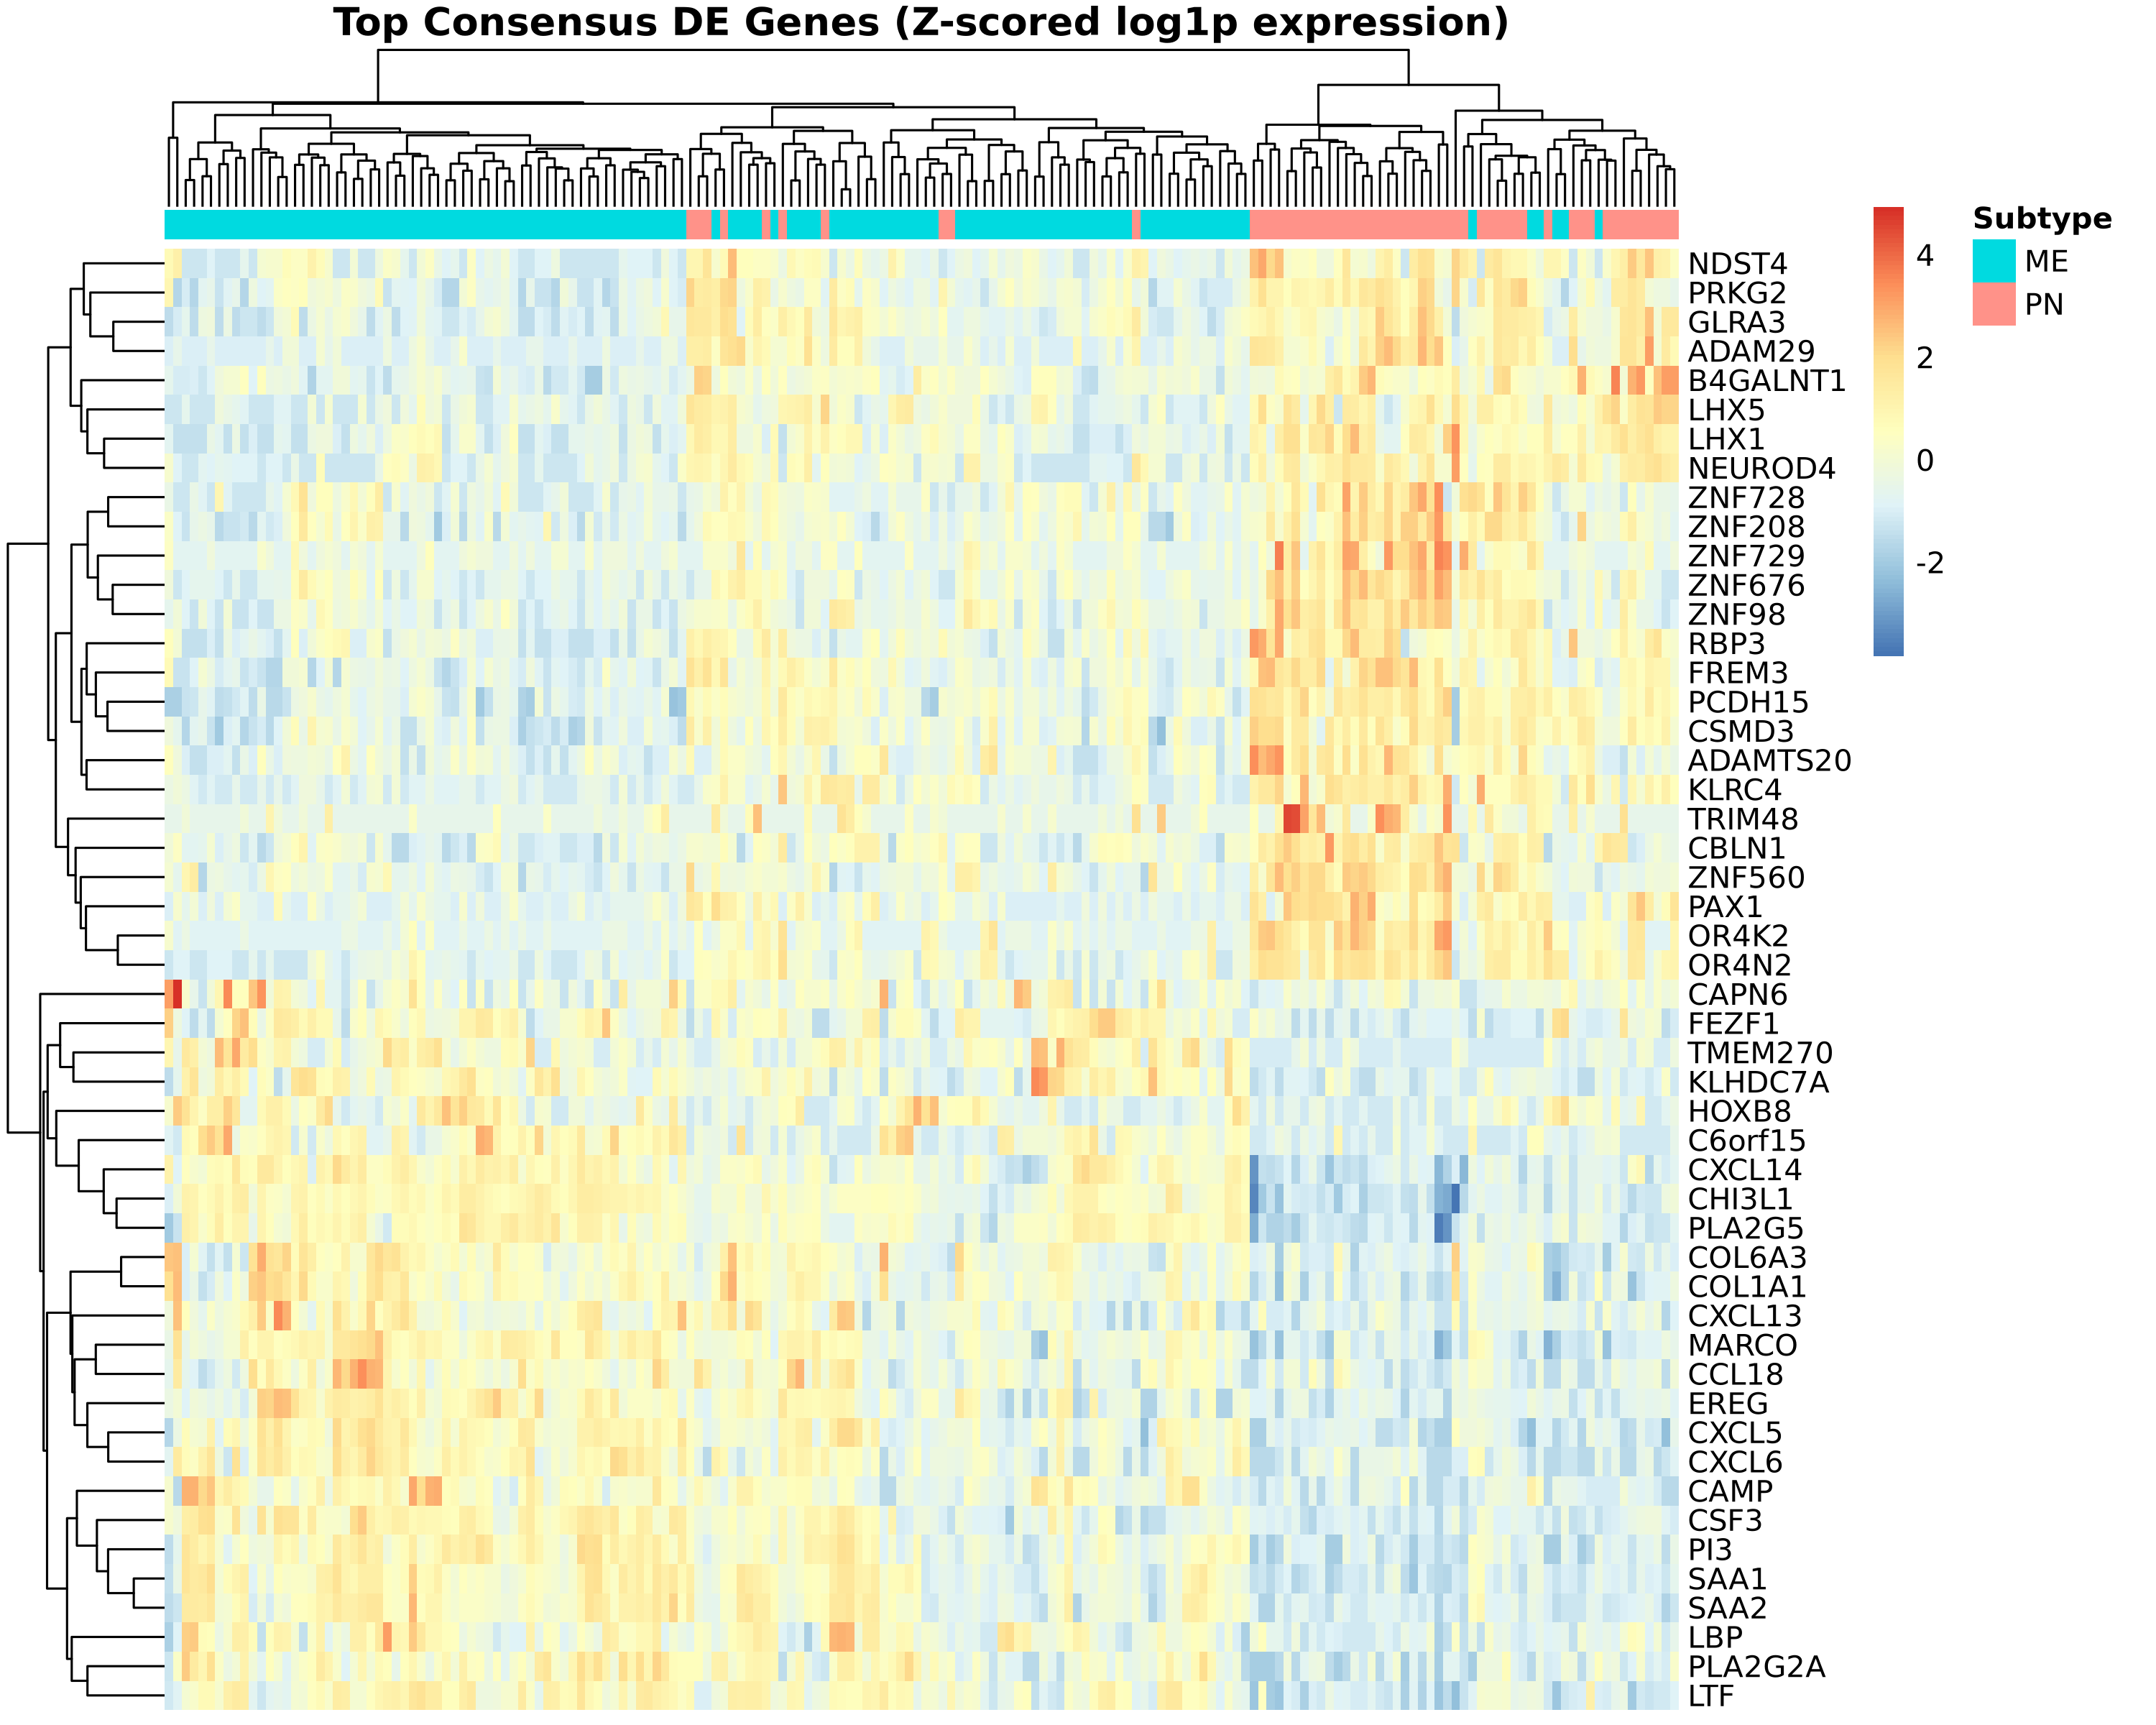 Top Consensus DE Genes (Z-scored log1p expression)
Subtype
ME
PN
4
2
0
-2
NDST4
PRKG2
GLRA3
ADAM29
B4GALNT1
LHX5
LHX1
NEUROD4
ZNF728
ZNF208
ZNF729
ZNF676
ZNF98
RBP3
FREM3
PCDH15
CSMD3
ADAMTS20
KLRC4
TRIM48
CBLN1
ZNF560
PAX1
OR4K2
OR4N2
CAPN6
FEZF1
TMEM270
KLHDC7A
HOXB8
C6orf15
CXCL14
CHI3L1
PLA2G5
COL6A3
COL1A1
CXCL13
MARCO
CCL18
EREG
CXCL5
CXCL6
CAMP
CSF3
PI3
SAA1
SAA2
LBP
PLA2G2A
LTF